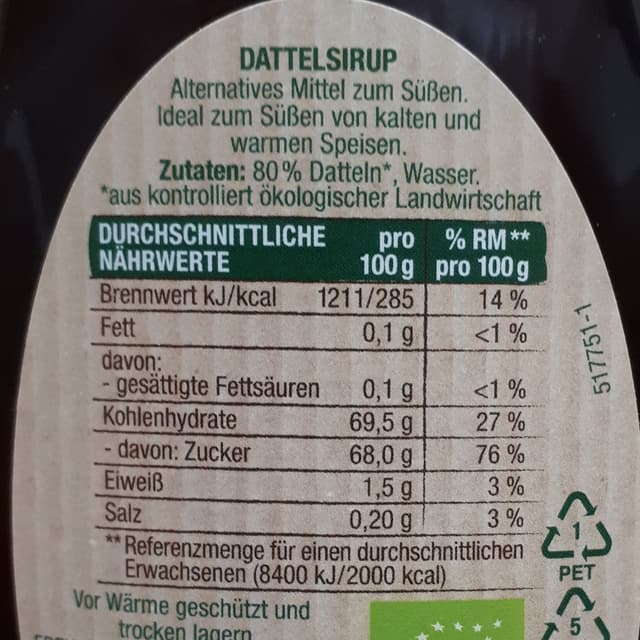 DATTELSIRUP
Alternatives Mittel zum Süßen.
Ideal zum Süßen von kalten und
warmen Speisen.
Zutaten: 80% Datteln*, Wasser.
*aus kontrolliert ökologischer Landwirtschaft
DURCHSCHNITTLICHE NÄHRWERTE pro 100 g % RM** pro 100 g
Brennwert kJ/kcal 1211/285 14 %
Fett 0,1 g <1 %
davon:
- gesättigte Fettsäuren 0,1 g <1 %
Kohlenhydrate 69,5 g 27 %
- davon: Zucker 68,0 g 76 %
Eiweiß 1,5 g 3 %
Salz 0,20 g 3 %
** Referenzmenge für einen durchschnittlichen
Erwachsenen (8400 kJ/2000 kcal)
Vor Wärme geschützt und
trocken lagern
517751-1
1
PET
5